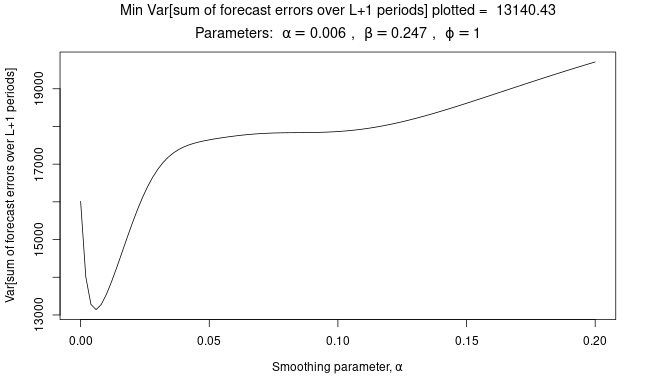 Min Var[sum of forecast errors over L+1 periods] plotted = 13140.43
Parameters: α = 0.006 , β = 0.247 , ϕ = 1
Var[sum of forecast errors over L+1 periods]
19000
17000
15000
13000
0.00 0.05 0.10 0.15 0.20
Smoothing parameter, α